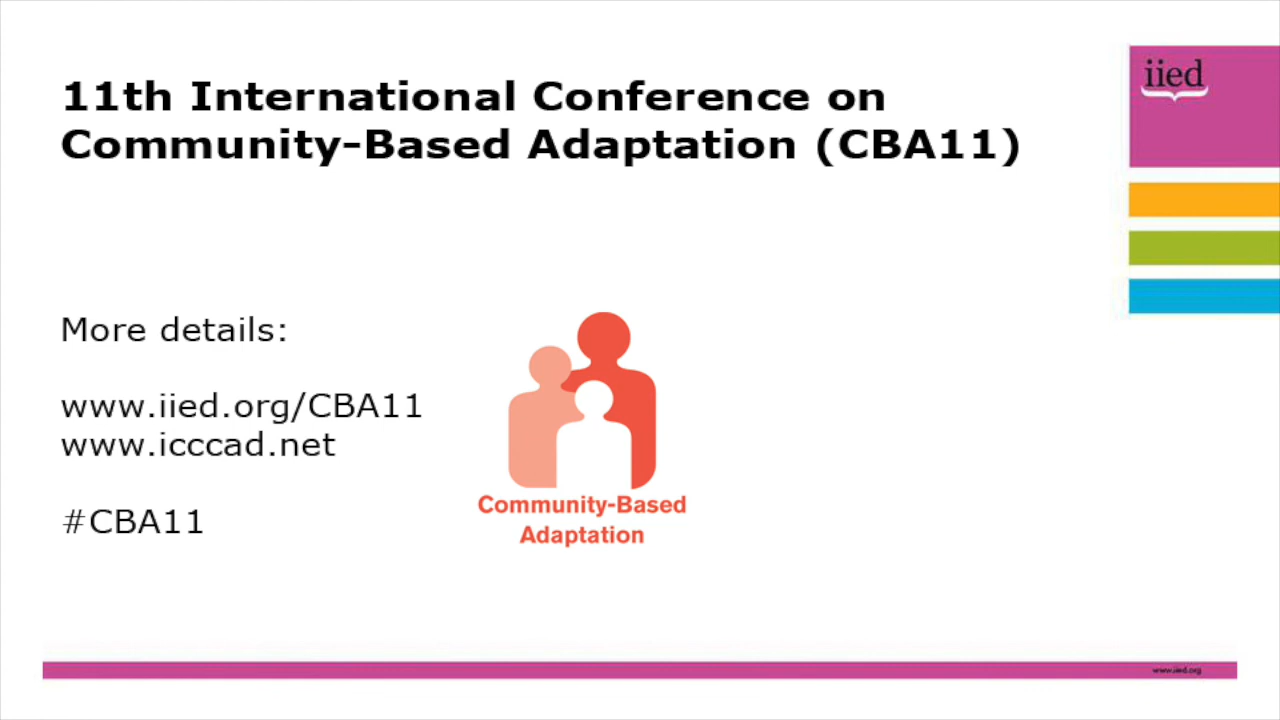 11th International Conference on
Community-Based Adaptation (CBA11)
iied
More details:
www.iied.org/CBA11
www.icccad.net
#CBA11
Community-Based
Adaptation
www.iied.org